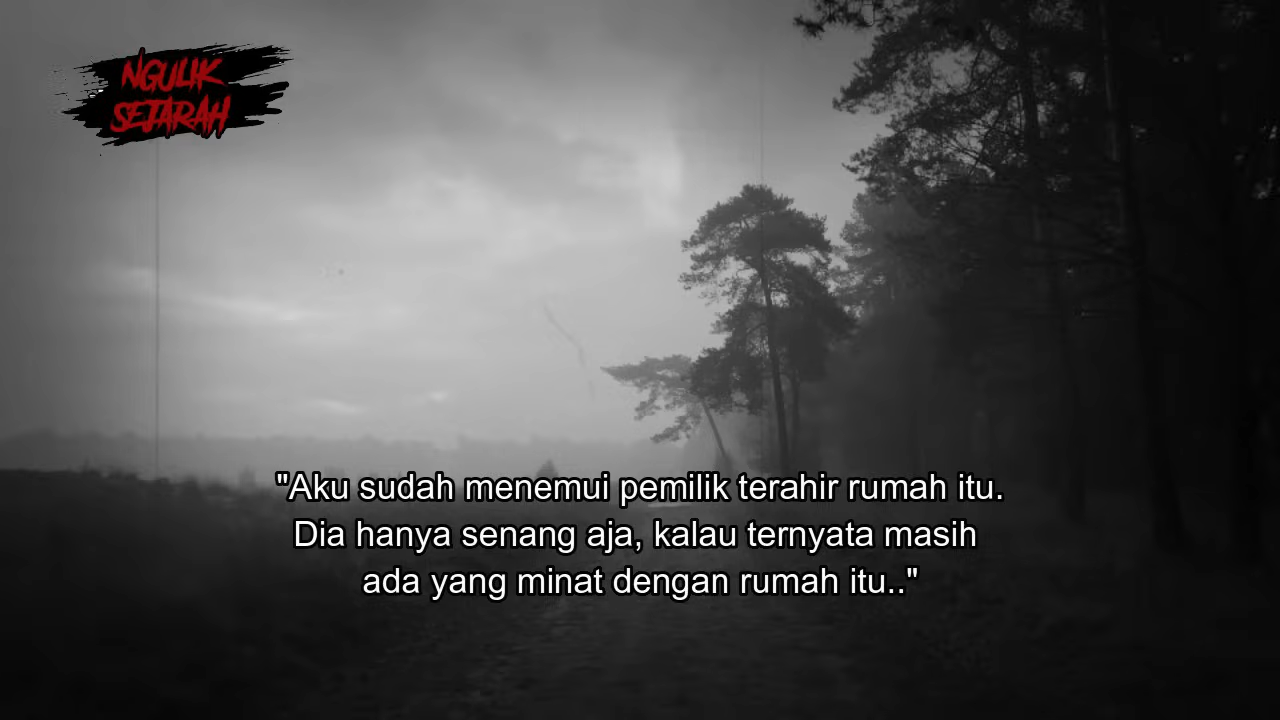 NGULIK
SEJARAH
"Aku sudah menemui pemilik terahir rumah itu.
Dia hanya senang aja, kalau ternyata masih
ada yang minat dengan rumah itu.."